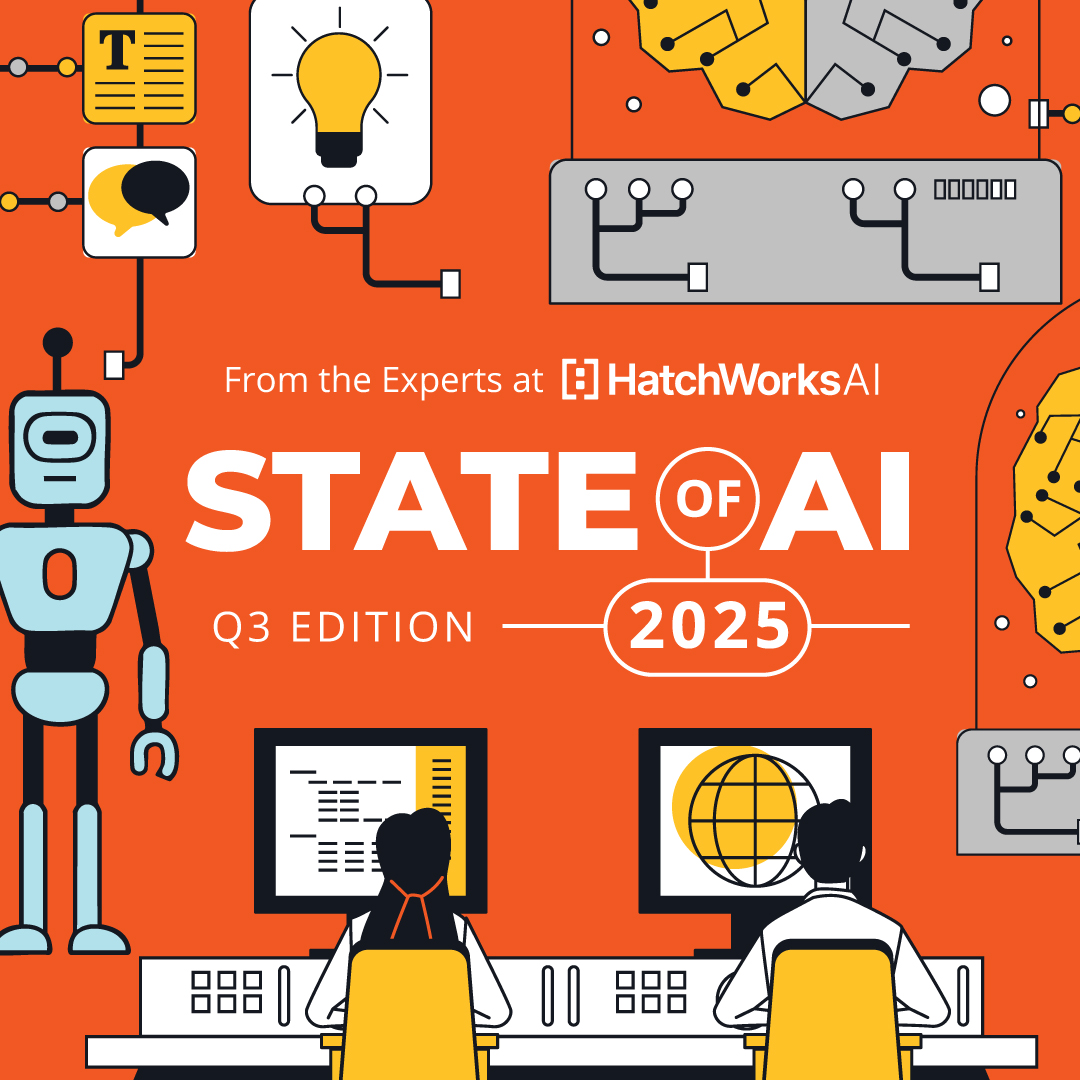 T
From the Experts at [:] HatchWorksAI
STATE OF AI
Q3 EDITION 2025